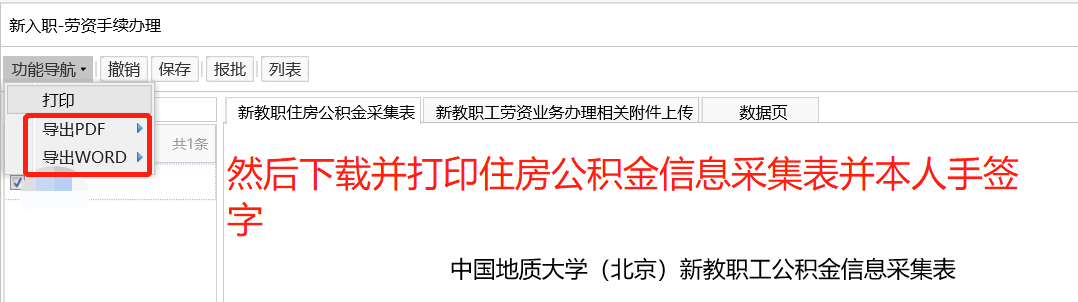 新入职-劳资手续办理
功能导航 撤销 保存 报批 列表
打印
导出PDF
导出WORD
共1条
新教职住房公积金采集表 新教职工劳资业务办理相关附件上传 数据页
然后下载并打印住房公积金信息采集表并本人手签
字
中国地质大学（北京）新教职工公积金信息采集表